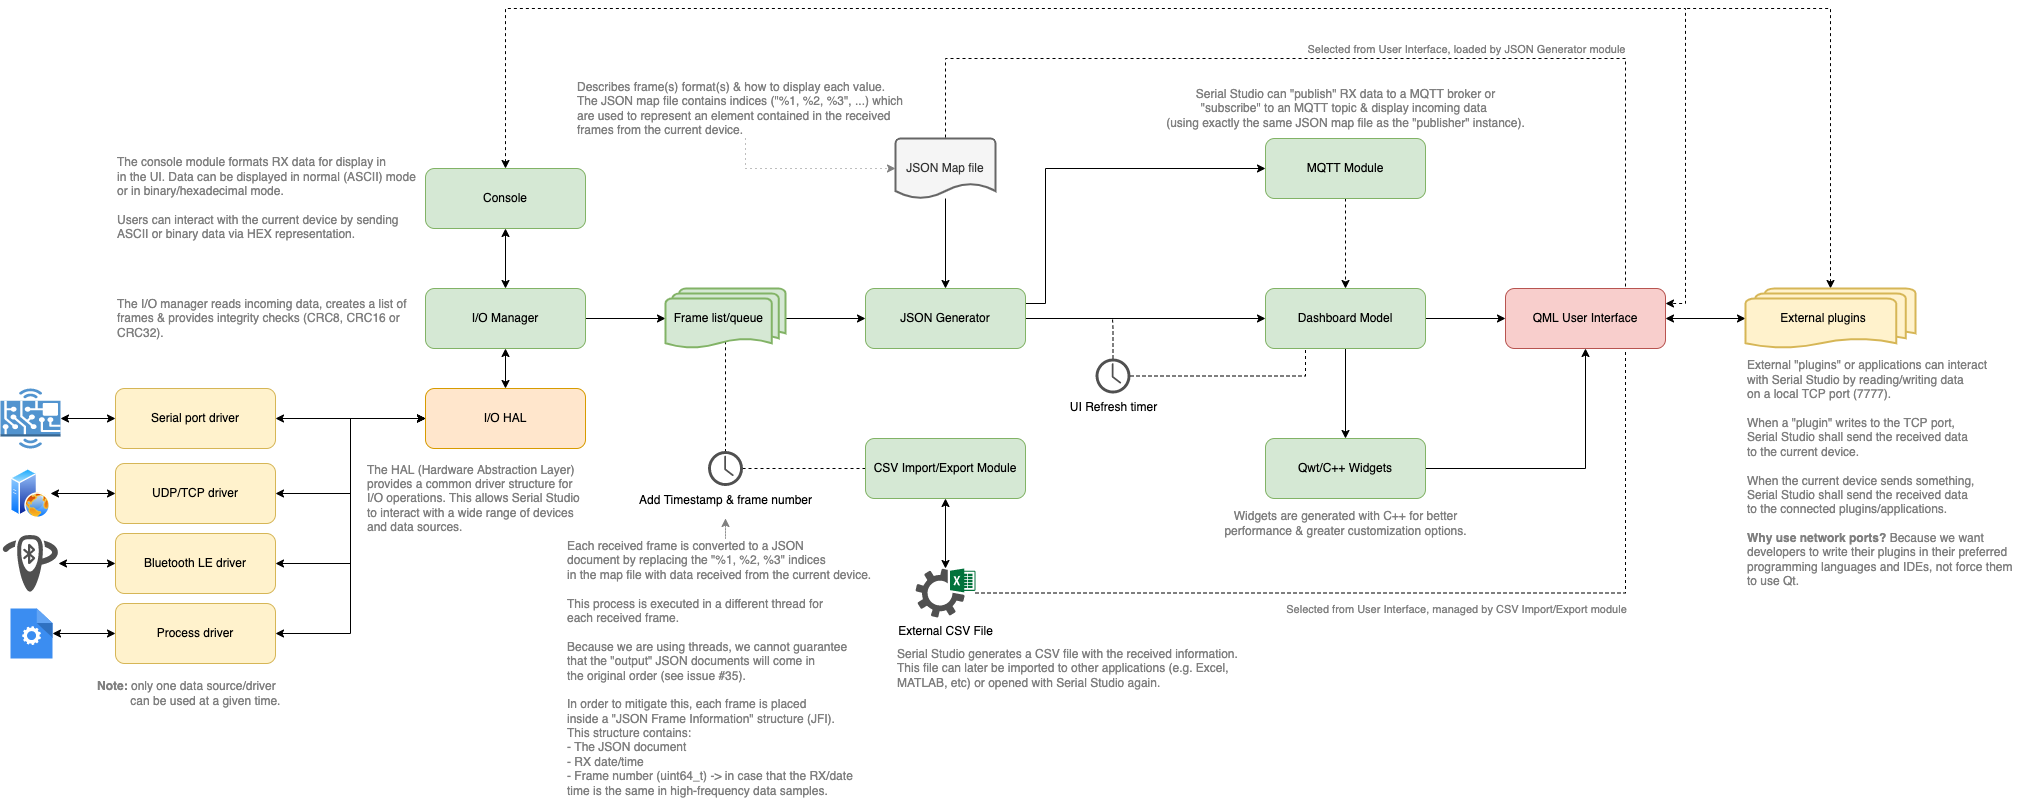 Selected from User Interface, loaded by JSON Generator module
Describes frame(s) format(s) & how to display each value.
The JSON map file contains indices ("%1, %2, %3", ...) which
are used to represent an element contained in the received
frames from the current device.
Serial Studio can "publish" RX data to a MQTT broker or
"subscribe" to an MQTT topic & display incoming data
(using exactly the same JSON map file as the "publisher" instance).
JSON Map file
MQTT Module
The console module formats RX data for display in
in the UI. Data can be displayed in normal (ASCII) mode
or in binary/hexadecimal mode.
Users can interact with the current device by sending
ASCII or binary data via HEX representation.
Console
The I/O manager reads incoming data, creates a list of
frames & provides integrity checks (CRC8, CRC16 or
CRC32).
I/O Manager
Frame list/queue
JSON Generator
Dashboard Model
QML User Interface
External plugins
UI Refresh timer
External "plugins" or applications can interact
with Serial Studio by reading/writing data
on a local TCP port (7777).
When a "plugin" writes to the TCP port,
Serial Studio shall send the received data
to the current device.
When the current device sends something,
Serial Studio shall send the received data
to the connected plugins/applications.
Why use network ports? Because we want
developers to write their plugins in their preferred
programming languages and IDEs, not force them
to use Qt.
Serial port driver
I/O HAL
The HAL (Hardware Abstraction Layer)
provides a common driver structure for
I/O operations. This allows Serial Studio
to interact with a wide range of devices
and data sources.
UDP/TCP driver
Bluetooth LE driver
Process driver
Note: only one data source/driver
can be used at a given time.
Add Timestamp & frame number
CSV Import/Export Module
Qwt/C++ Widgets
Widgets are generated with C++ for better
performance & greater customization options.
Each received frame is converted to a JSON
document by replacing the "%1, %2, %3" indices
in the map file with data received from the current device.
This process is executed in a different thread for
each received frame.
Because we are using threads, we cannot guarantee
that the "output" JSON documents will come in
the original order (see issue #35).
In order to mitigate this, each frame is placed
inside a "JSON Frame Information" structure (JFI).
This structure contains:
- The JSON document
- RX date/time
- Frame number (uint64_t) -> in case that the RX/date
time is the same in high-frequency data samples.
X
External CSV File
Selected from User Interface, managed by CSV Import/Export module
Serial Studio generates a CSV file with the received information.
This file can later be imported to other applications (e.g. Excel,
MATLAB, etc) or opened with Serial Studio again.